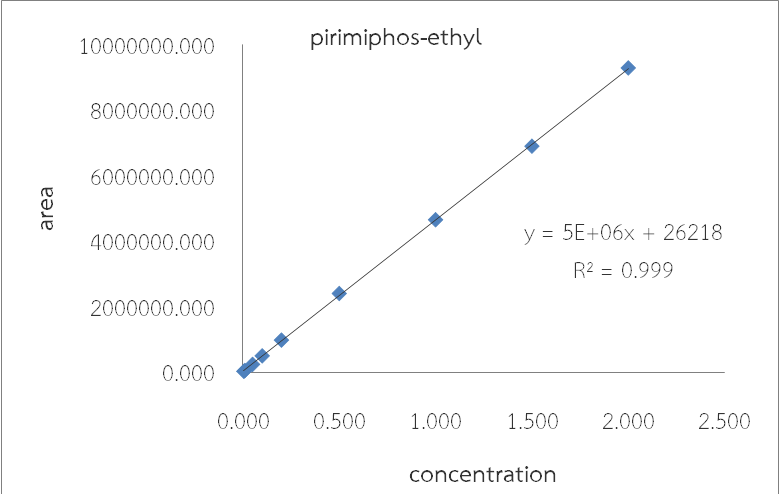 pirimiphos-ethyl
10000000.000
8000000.000
6000000.000
4000000.000
2000000.000
0.000
area
y = 5E+06x + 26218
R² = 0.999
0.000 0.500 1.000 1.500 2.000 2.500
concentration